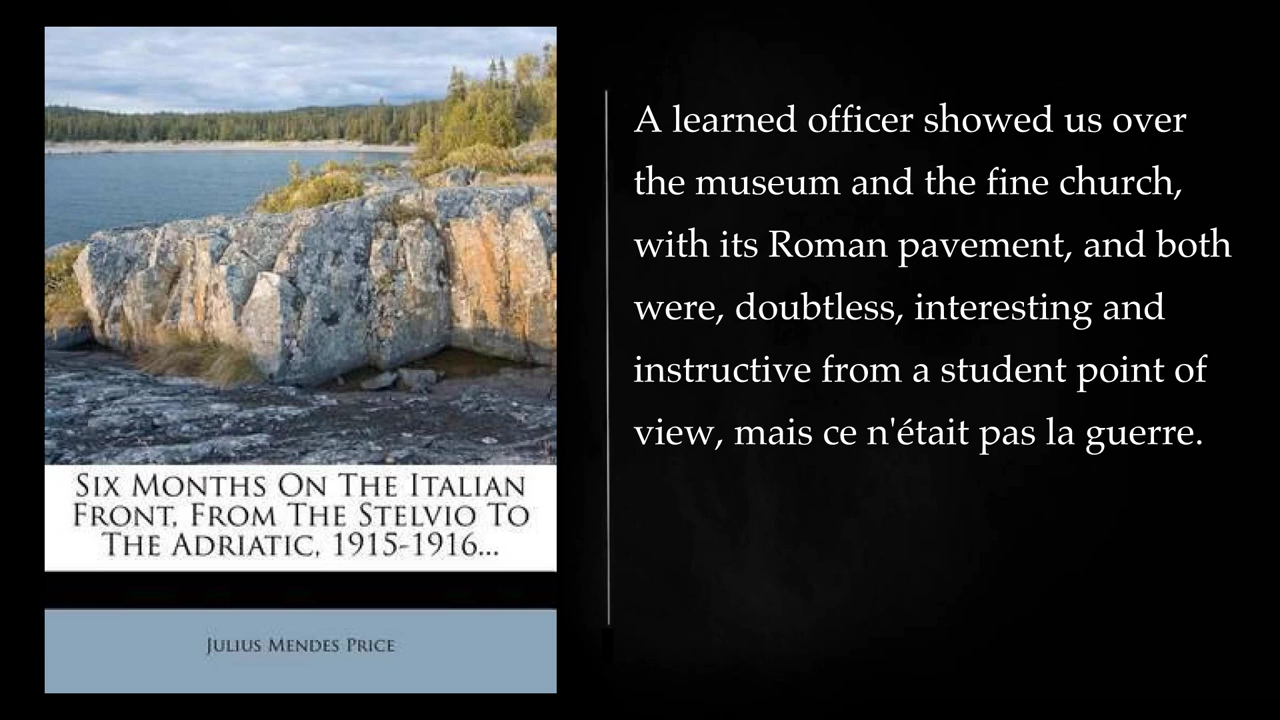 Six Months On The Italian
Front, From The Stelvio To
The Adriatic, 1915-1916...
Julius Mendes Price
A learned officer showed us over
the museum and the fine church,
with its Roman pavement, and both
were, doubtless, interesting and
instructive from a student point of
view, mais ce n'était pas la guerre.